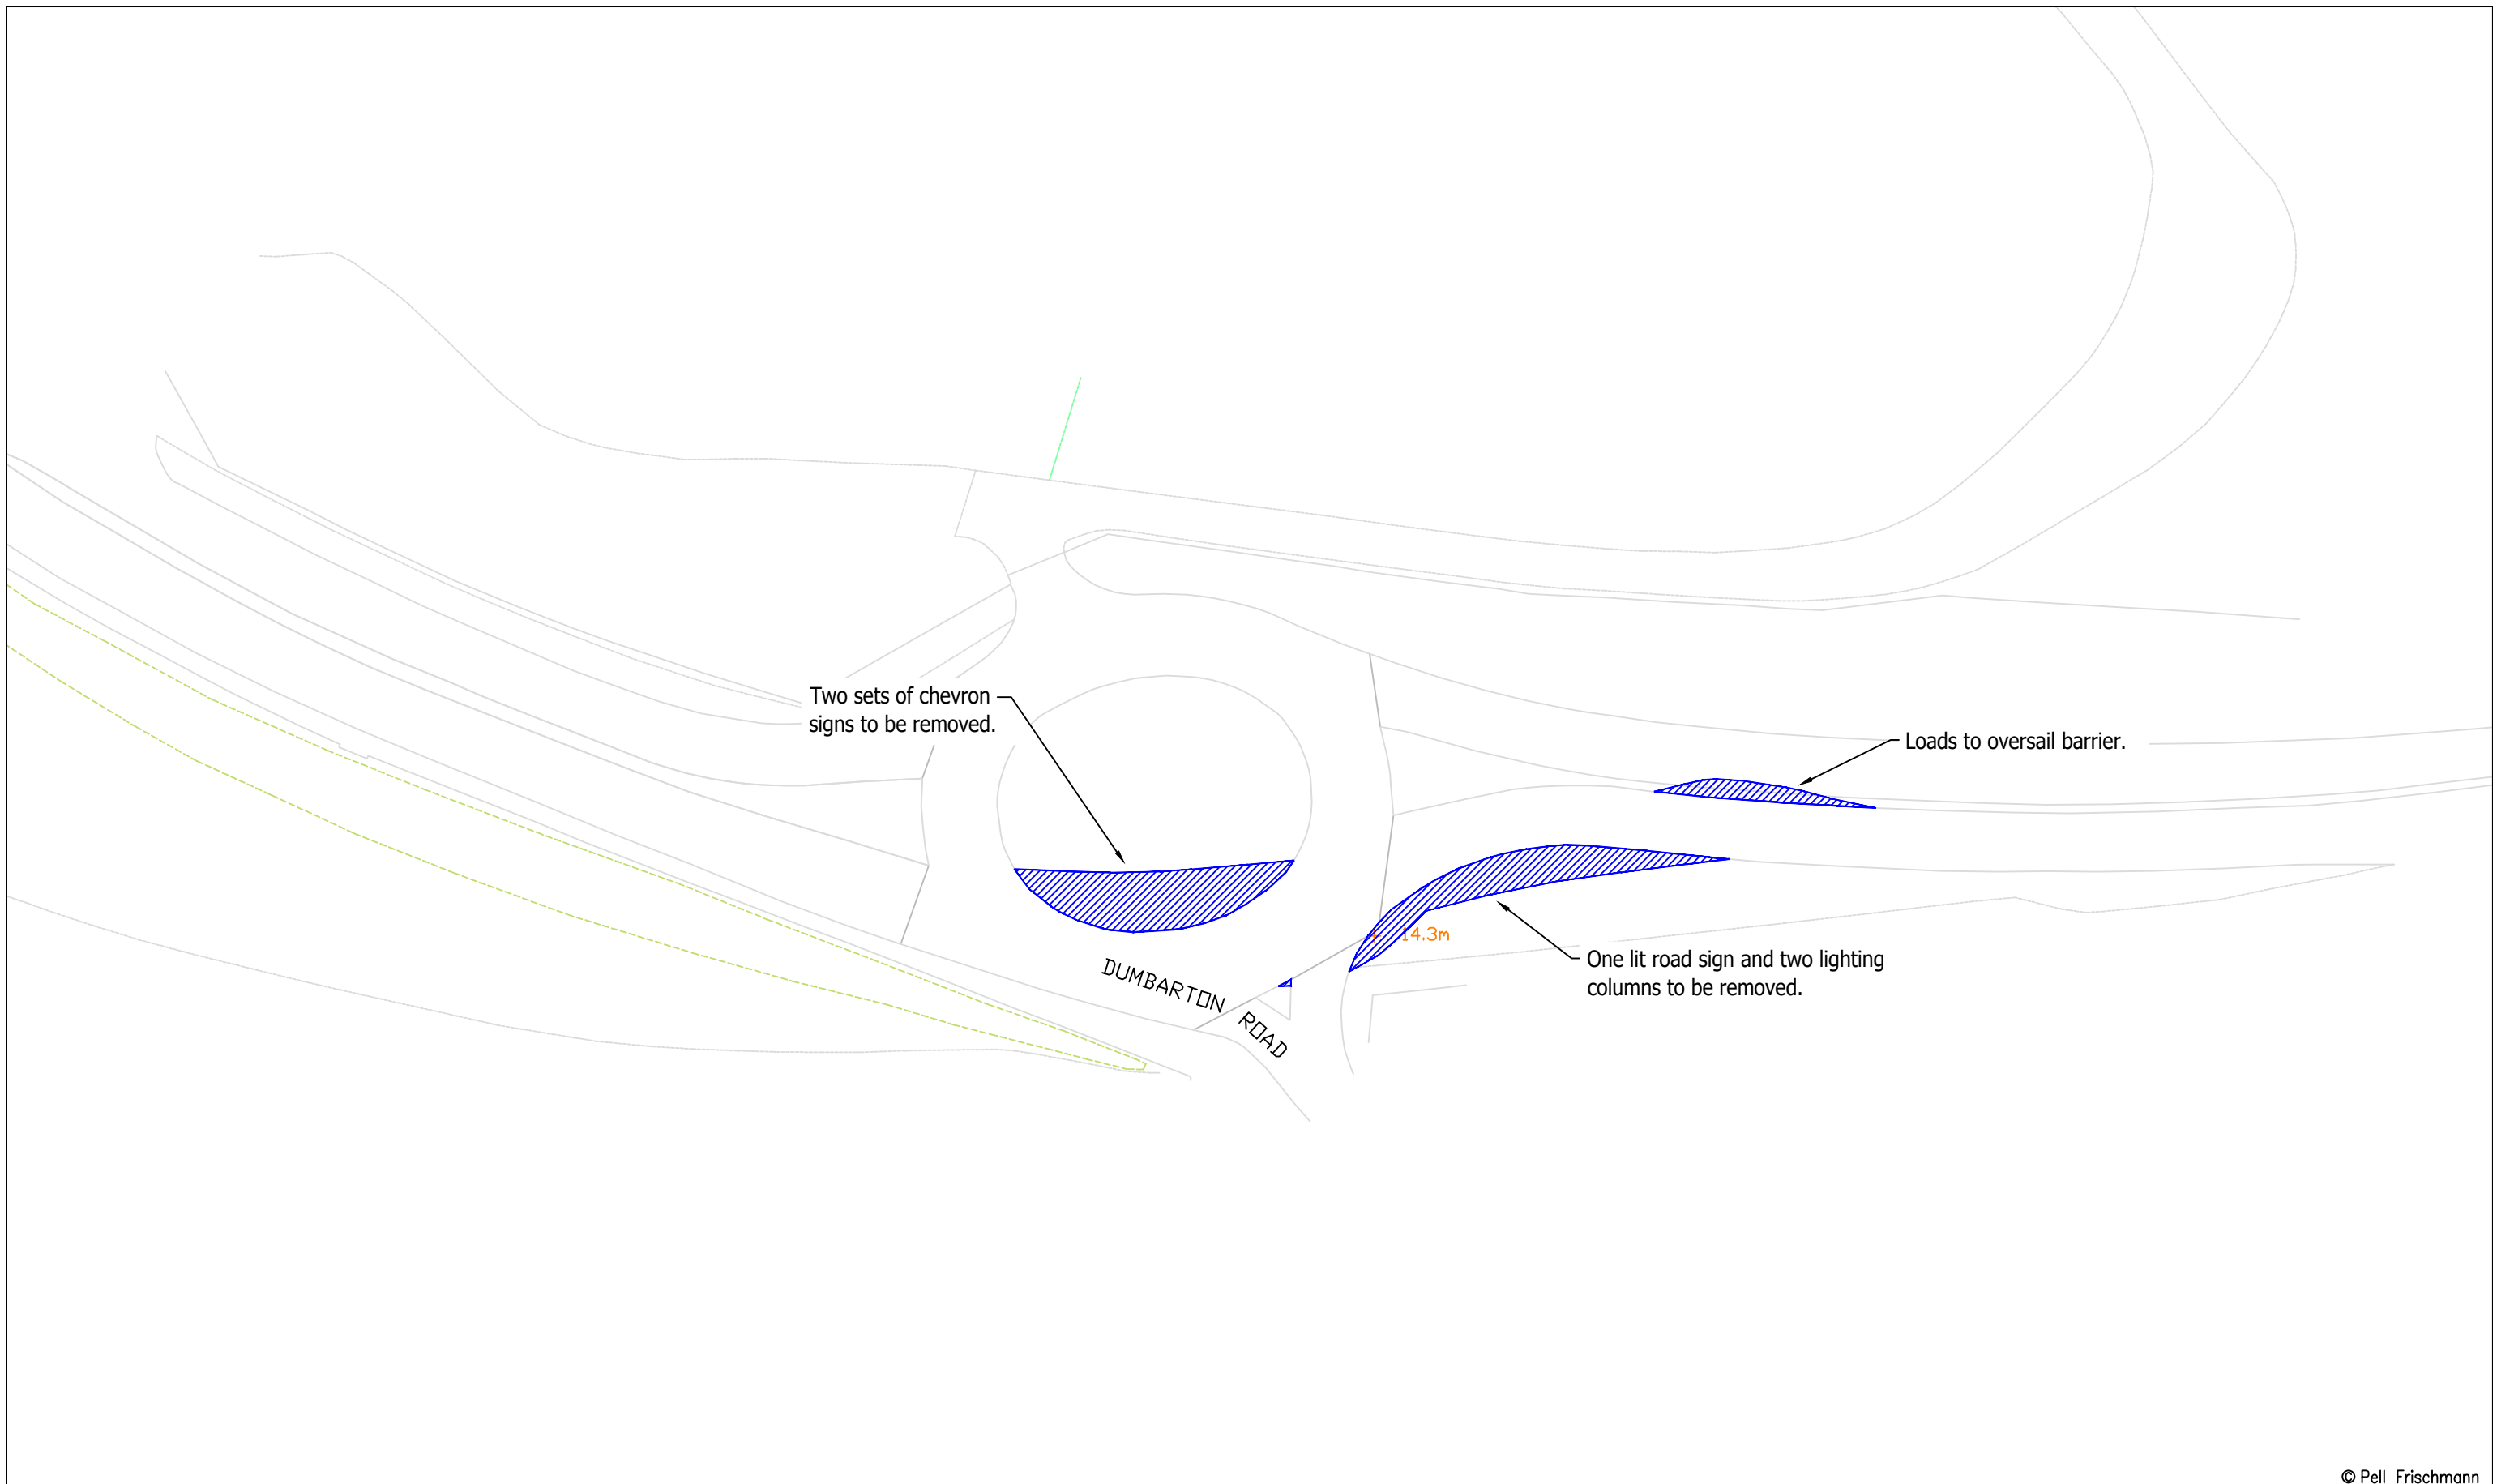 Two sets of chevron
signs to be removed.
Loads to oversail barrier.
14.3m
One lit road sign and two lighting
columns to be removed.
DUMBARTON ROAD
© Pell Frischmann